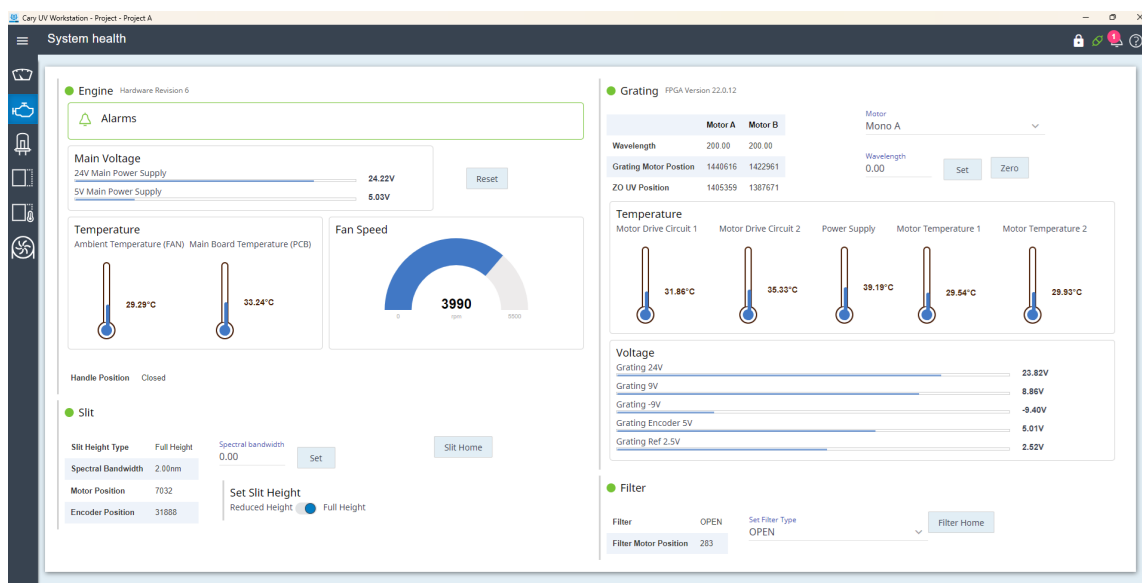 Cary UV Workstation - Project - Project A
System health
1
Engine Hardware Revision 6
Alarms
Main Voltage
24V Main Power Supply
24.22V
5V Main Power Supply
5.03V
Reset
Temperature
Ambient Temperature (FAN) Main Board Temperature (PCB)
29.29°C
33.24°C
Fan Speed
3990
0 rpm 5500
Handle Position Closed
Slit
Slit Height Type Full Height
Spectral Bandwidth 2.00nm
Motor Position 7032
Encoder Position 31888
Spectral bandwidth
0.00
Set
Slit Home
Set Slit Height
Reduced Height Full Height
Grating FPGA Version 22.0.12
Motor A Motor B
Wavelength 200.00 200.00
Grating Motor Postion 1440616 1422961
ZO UV Position 1405359 1387671
Motor
Mono A
Wavelength
0.00
Set
Zero
Temperature
Motor Drive Circuit 1 Motor Drive Circuit 2 Power Supply Motor Temperature 1 Motor Temperature 2
31.86°C 35.33°C 39.19°C 29.54°C 29.93°C
Voltage
Grating 24V
23.82V
Grating 9V
8.86V
Grating -9V
-9.40V
Grating Encoder 5V
5.01V
Grating Ref 2.5V
2.52V
Filter
Filter OPEN
Filter Motor Position 283
Set Filter Type
OPEN
Filter Home